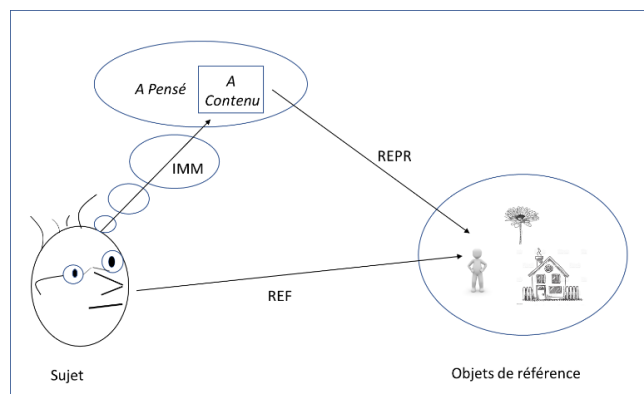 A Pensé
A
Contenu
IMM
REPR
REF
Sujet
Objets de référence